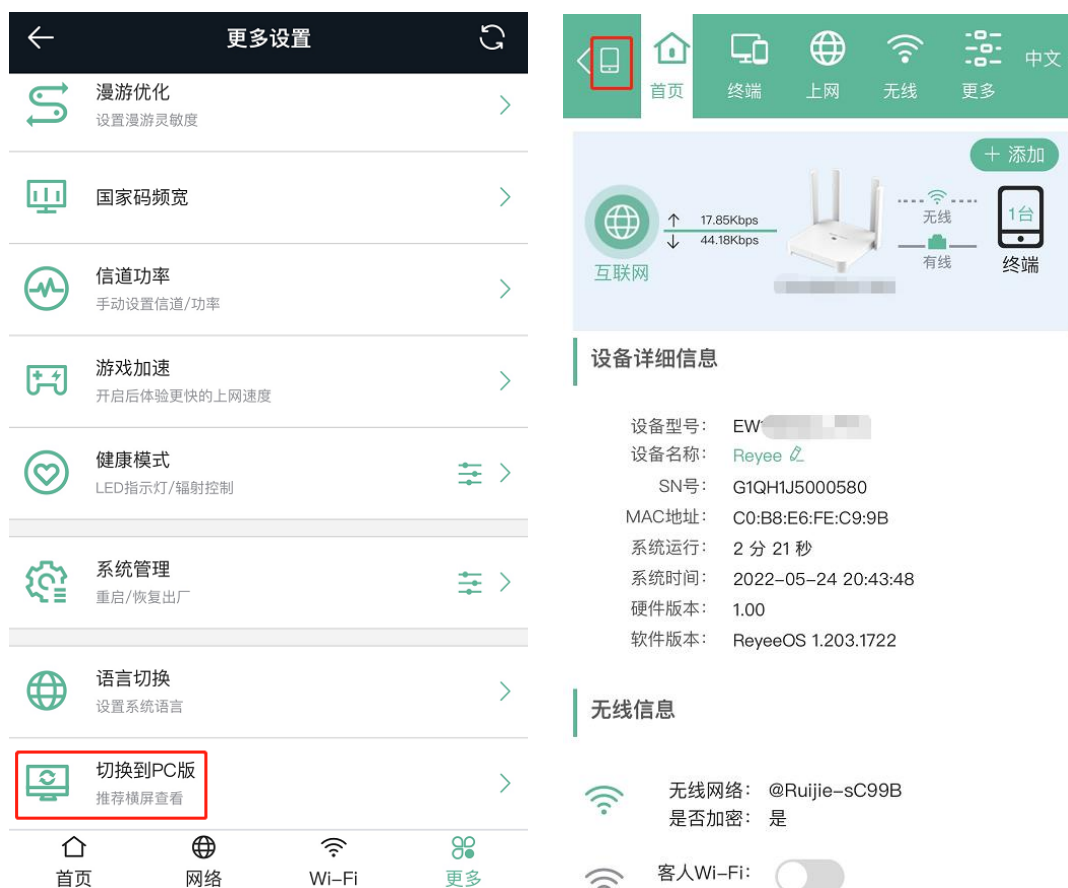 更多设置
漫游优化
设置漫游灵敏度
国家码频宽
信道功率
手动设置信道/功率
游戏加速
开启后体验更快的上网速度
健康模式
LED指示灯/辐射控制
系统管理
重启/恢复出厂
语言切换
设置系统语言
切换到PC版
推荐横屏查看
首页
网络
Wi-Fi
更多
首页
终端
上网
无线
更多
中文
+ 添加
互联网
17.85Kbps
44.18Kbps
无线
有线
1台
终端
设备详细信息
设备型号: EW
设备名称: Reyee
SN号: G1QH1J5000580
MAC地址: C0:B8:E6:FE:C9:9B
系统运行: 2 分 21 秒
系统时间: 2022-05-24 20:43:48
硬件版本: 1.00
软件版本: ReyeeOS 1.203.1722
无线信息
无线网络: @Ruijie-sC99B
是否加密: 是
客人Wi-Fi: